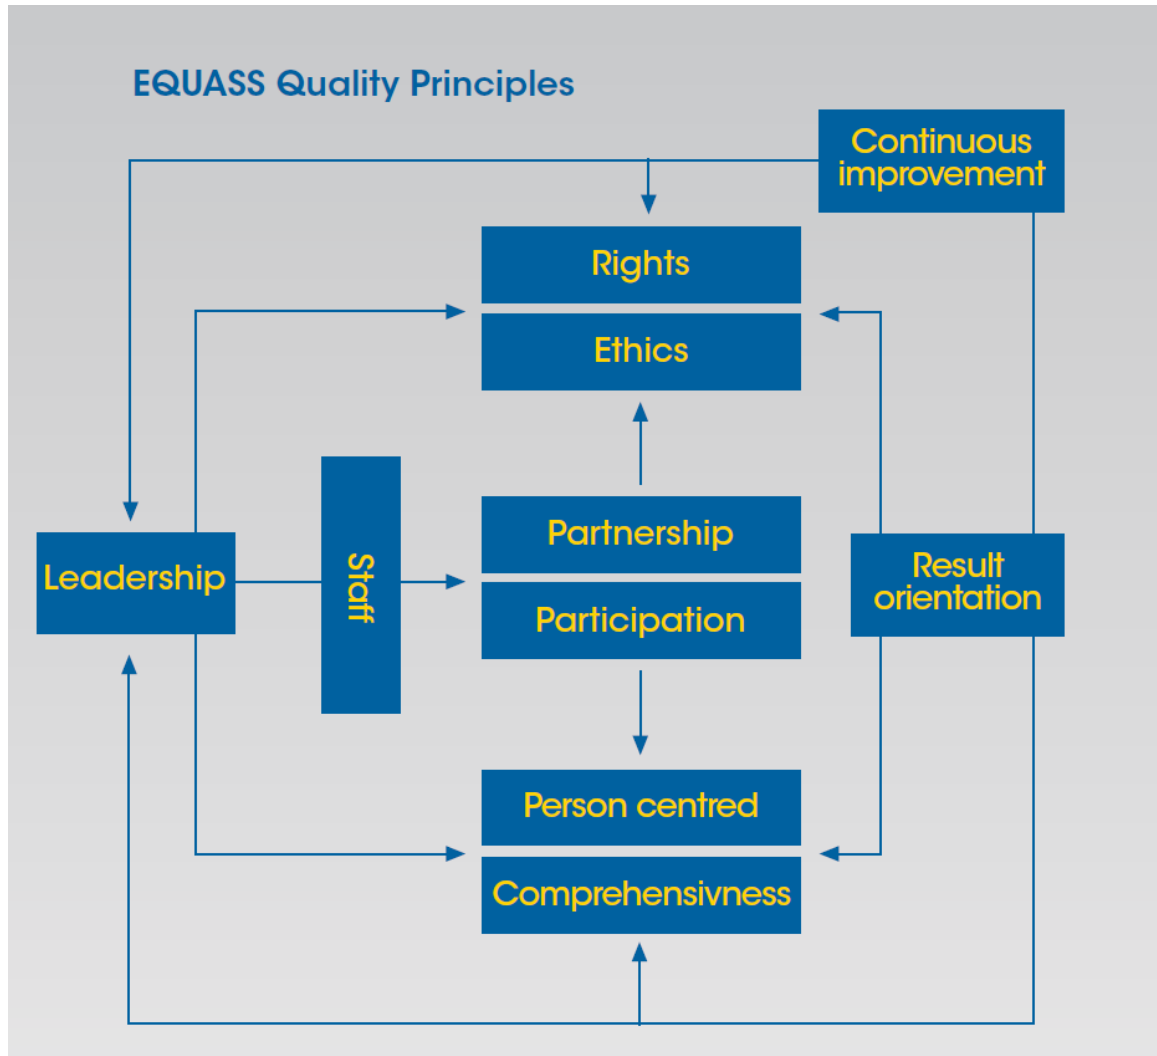 EQUASS Quality Principles
Continuous
improvement
Rights
Ethics
Leadership
Staff
Partnership
Participation
Result
orientation
Person centred
Comprehensivness